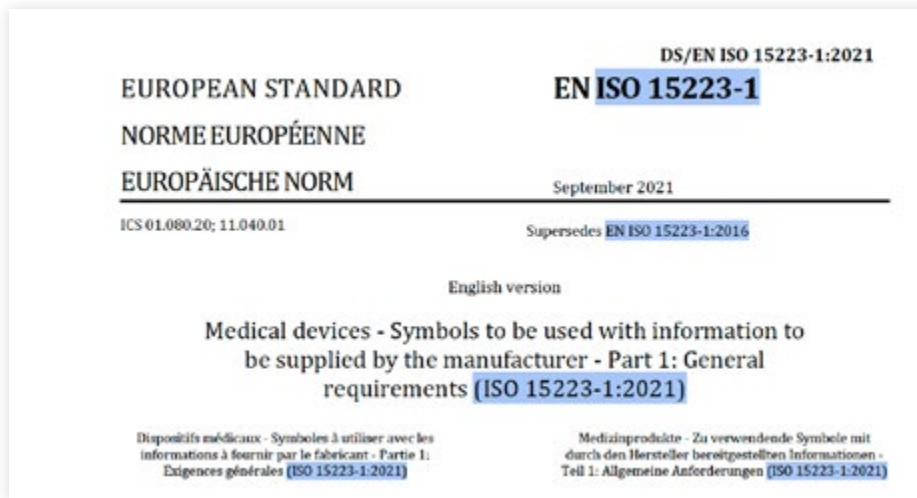 DS/EN ISO 15223-1:2021
EUROPEAN STANDARD
EN ISO 15223-1
NORME EUROPÉENNE
EUROPÄISCHE NORM
September 2021
ICS 01.080.20; 11.040.01
Supersedes EN ISO 15223-1:2016
English version
Medical devices - Symbols to be used with information to
be supplied by the manufacturer - Part 1: General
requirements (ISO 15223-1:2021)
Dispositifs médicaux - Symboles à utiliser avec les
informations à fournir par le fabricant - Partie 1:
Exigences générales (ISO 15223-1:2021)
Medizinprodukte - Zu verwendende Symbole mit
durch den Hersteller bereitgestellten Informationen -
Teil 1: Allgemeine Anforderungen (ISO 15223-1:2021)